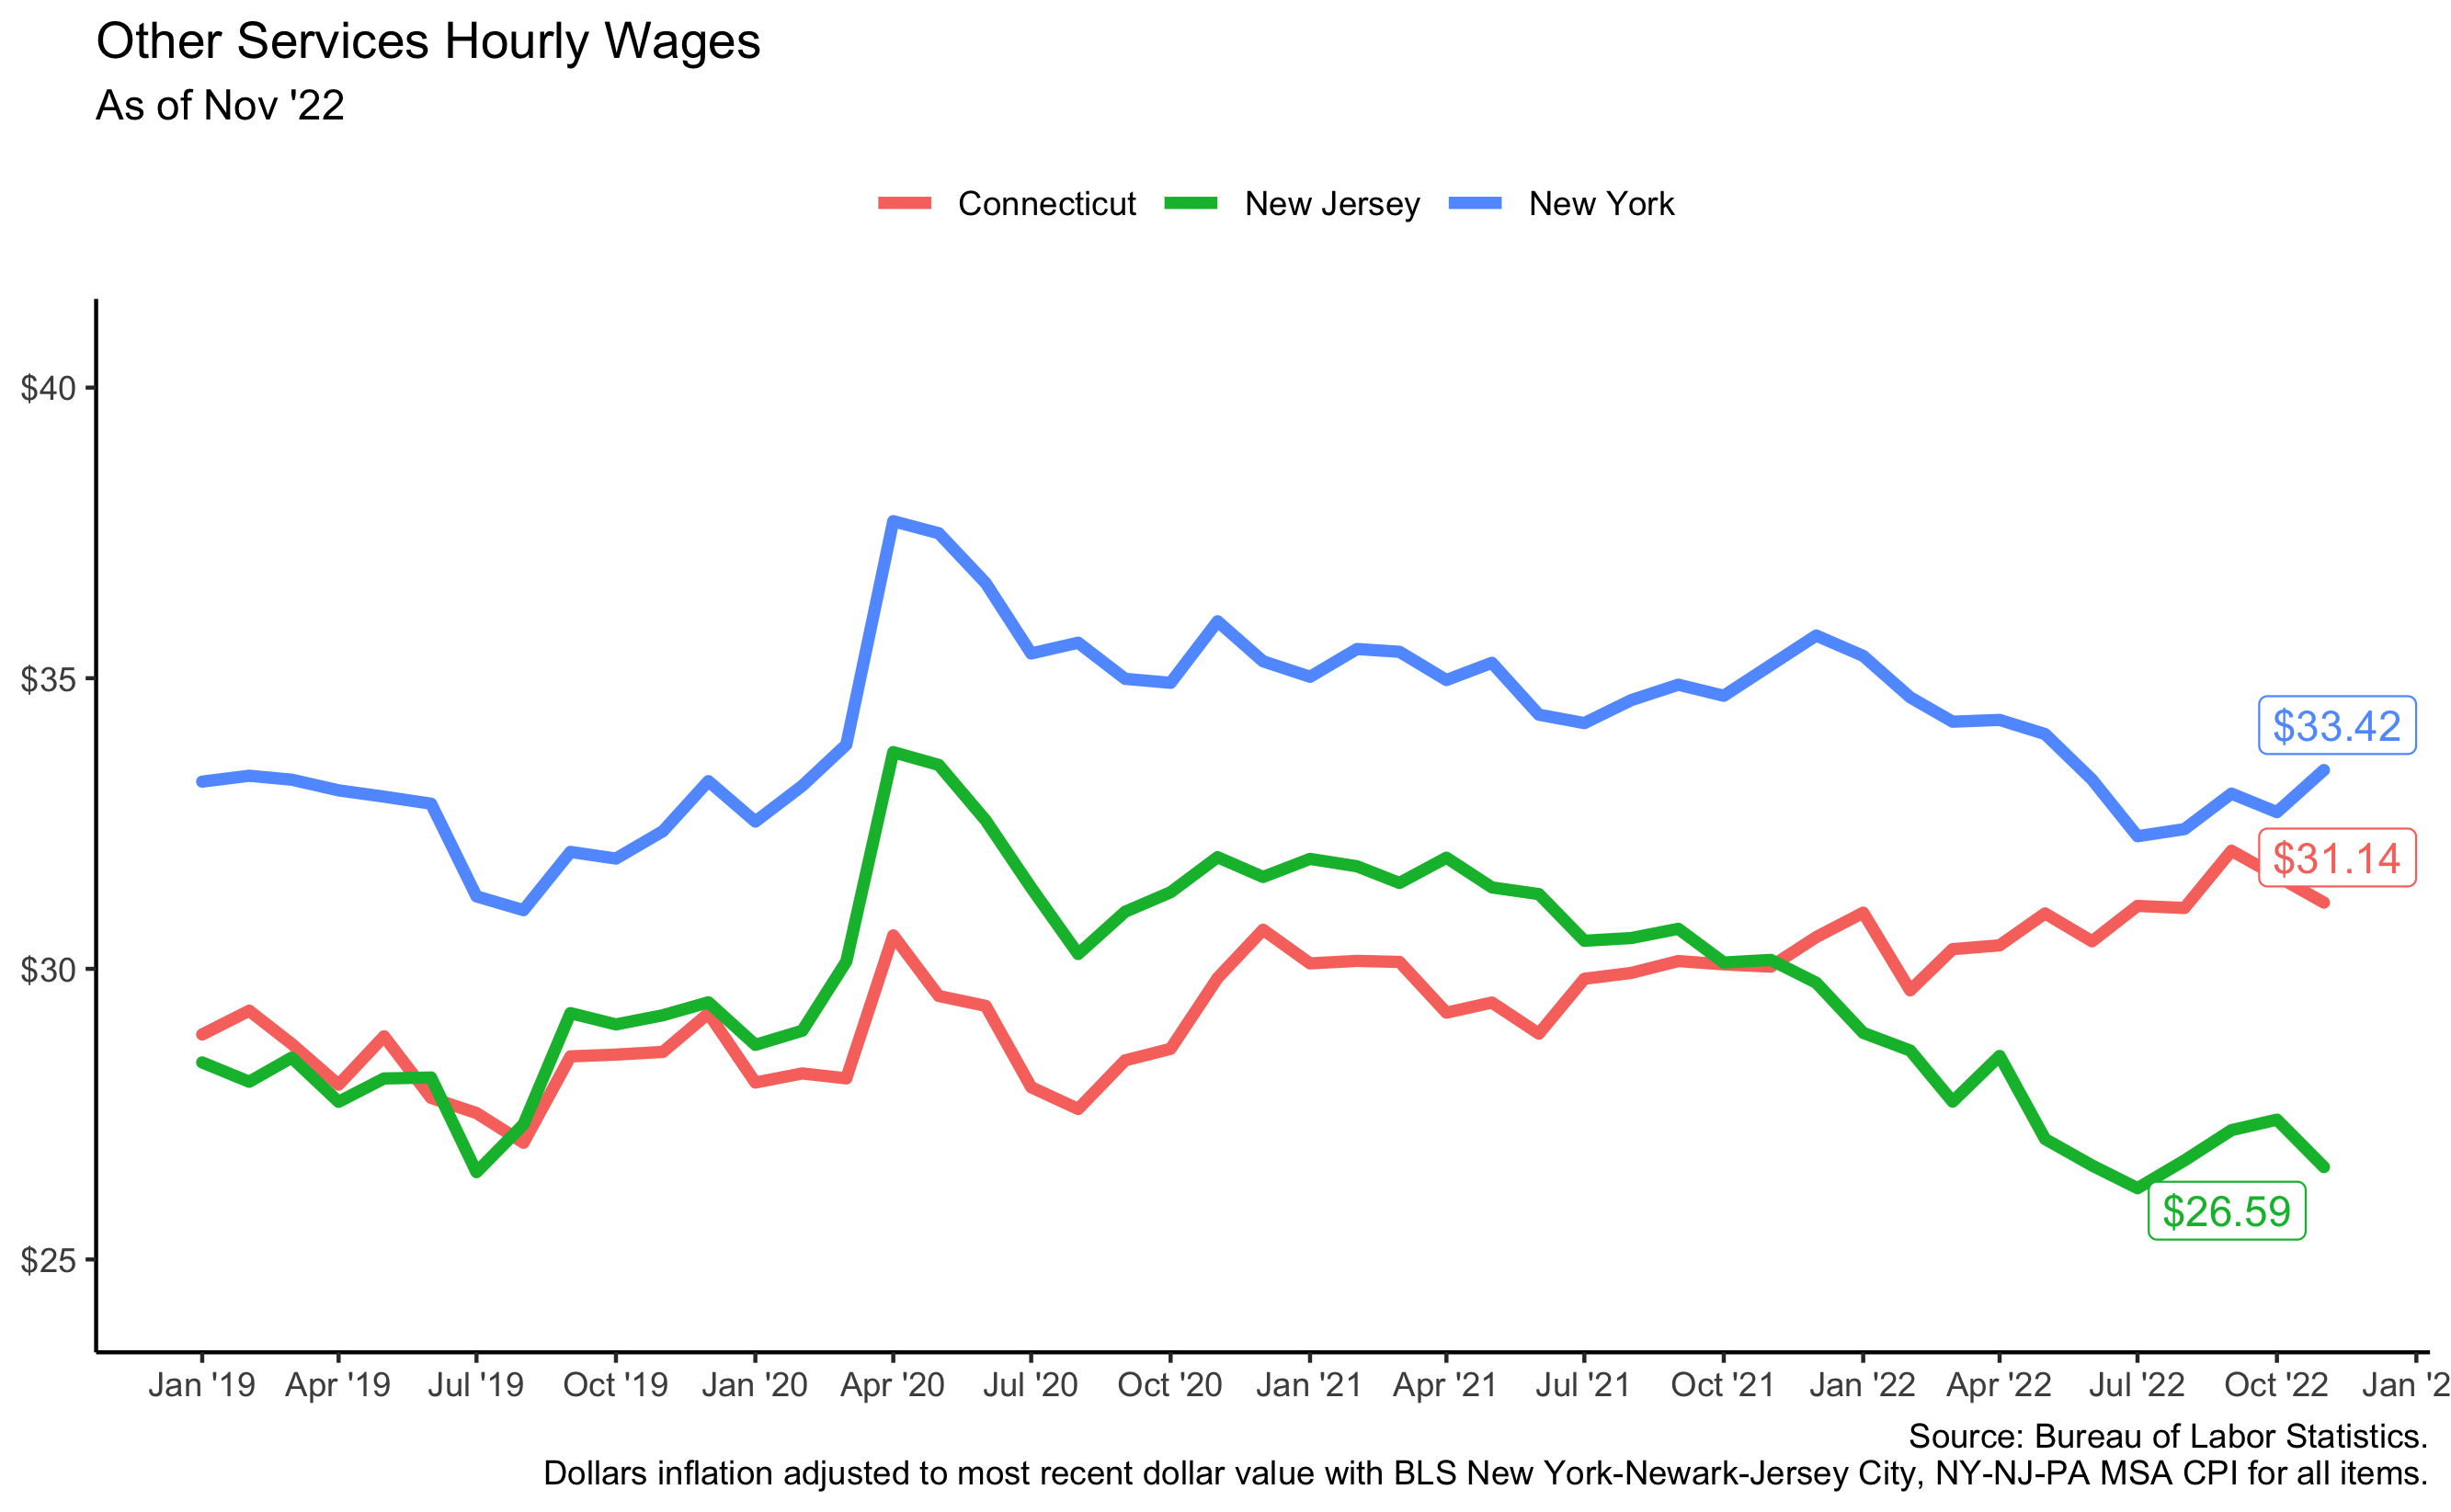 Other Services Hourly Wages
As of Nov '22
Connecticut New Jersey New York
$40
$35
$30
$25
$33.42
$31.14
$26.59
Jan '19 Apr '19 Jul '19 Oct '19 Jan '20 Apr '20 Jul '20 Oct '20 Jan '21 Apr '21 Jul '21 Oct '21 Jan '22 Apr '22 Jul '22 Oct '22 Jan '2
Source: Bureau of Labor Statistics.
Dollars inflation adjusted to most recent dollar value with BLS New York-Newark-Jersey City, NY-NJ-PA MSA CPI for all items.